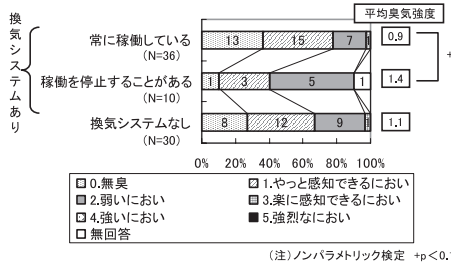 換気システムあり
平均臭気強度
常に稼働している
(N=36)
13 15 7 1
0.9
稼働を停止することがある
(N=10)
1 3 5 1
1.4
換気システムなし
(N=30)
8 12 9 1
1.1
+
0% 20% 40% 60% 80% 100%
0.無臭 1.やっと感知できるにおい
2.弱いにおい 3.楽に感知できるにおい
4.強いにおい 5.強烈なにおい
無回答
(注)ノンパラメトリック検定 +p<0.